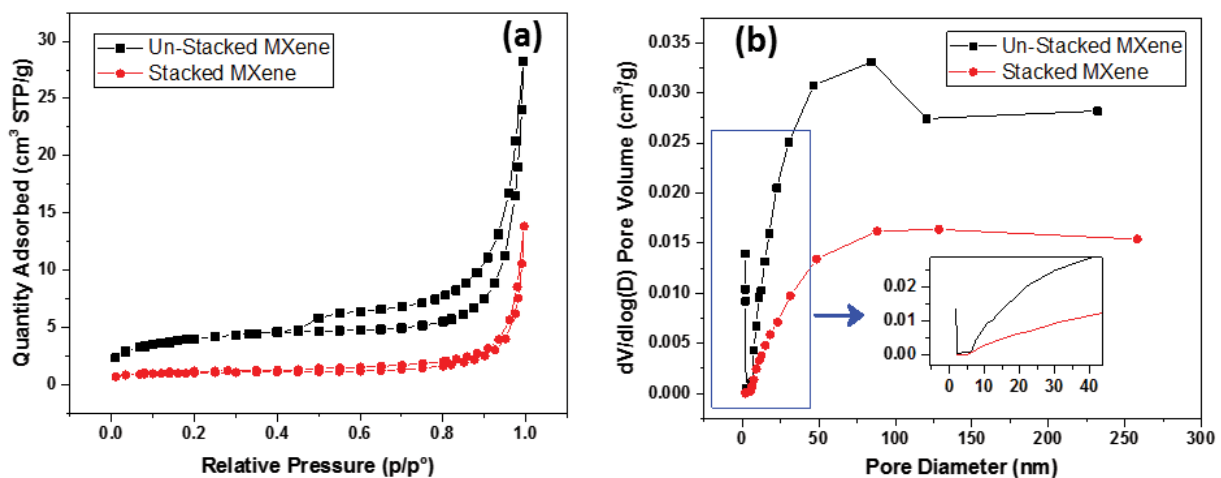 (a)
Un-Stacked MXene
Stacked MXene
Quantity Adsorbed (cm³ STP/g)
30
25
20
15
10
5
0
0.0 0.2 0.4 0.6 0.8 1.0
Relative Pressure (p/p°)
(b)
Un-Stacked MXene
Stacked MXene
dV/dlog(D) Pore Volume (cm³/g)
0.035
0.030
0.025
0.020
0.015
0.010
0.005
0.000
0.02
0.01
0.00
0 10 20 30 40
0 50 100 150 200 250 300
Pore Diameter (nm)